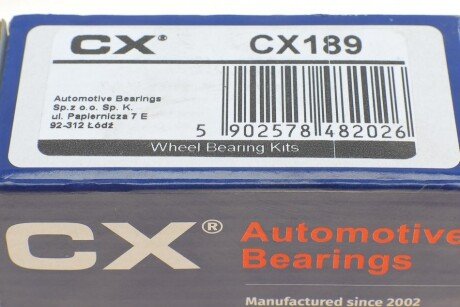 CX® CX189
Automotive Bearings
Sp.z o.o. Sp. K.
ul. Papiernicza 7 E
92-312 Łódź
5 902578 482026
Wheel Bearing Kits
CX® Automotive
Bearings
Manufactured since 2002